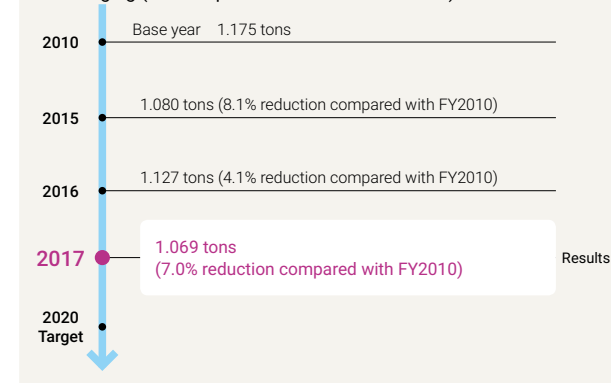 2010
Base year 1.175 tons
2015
1.080 tons (8.1% reduction compared with FY2010)
2016
1.127 tons (4.1% reduction compared with FY2010)
2017
1.069 tons
(7.0% reduction compared with FY2010)
Results
2020
Target